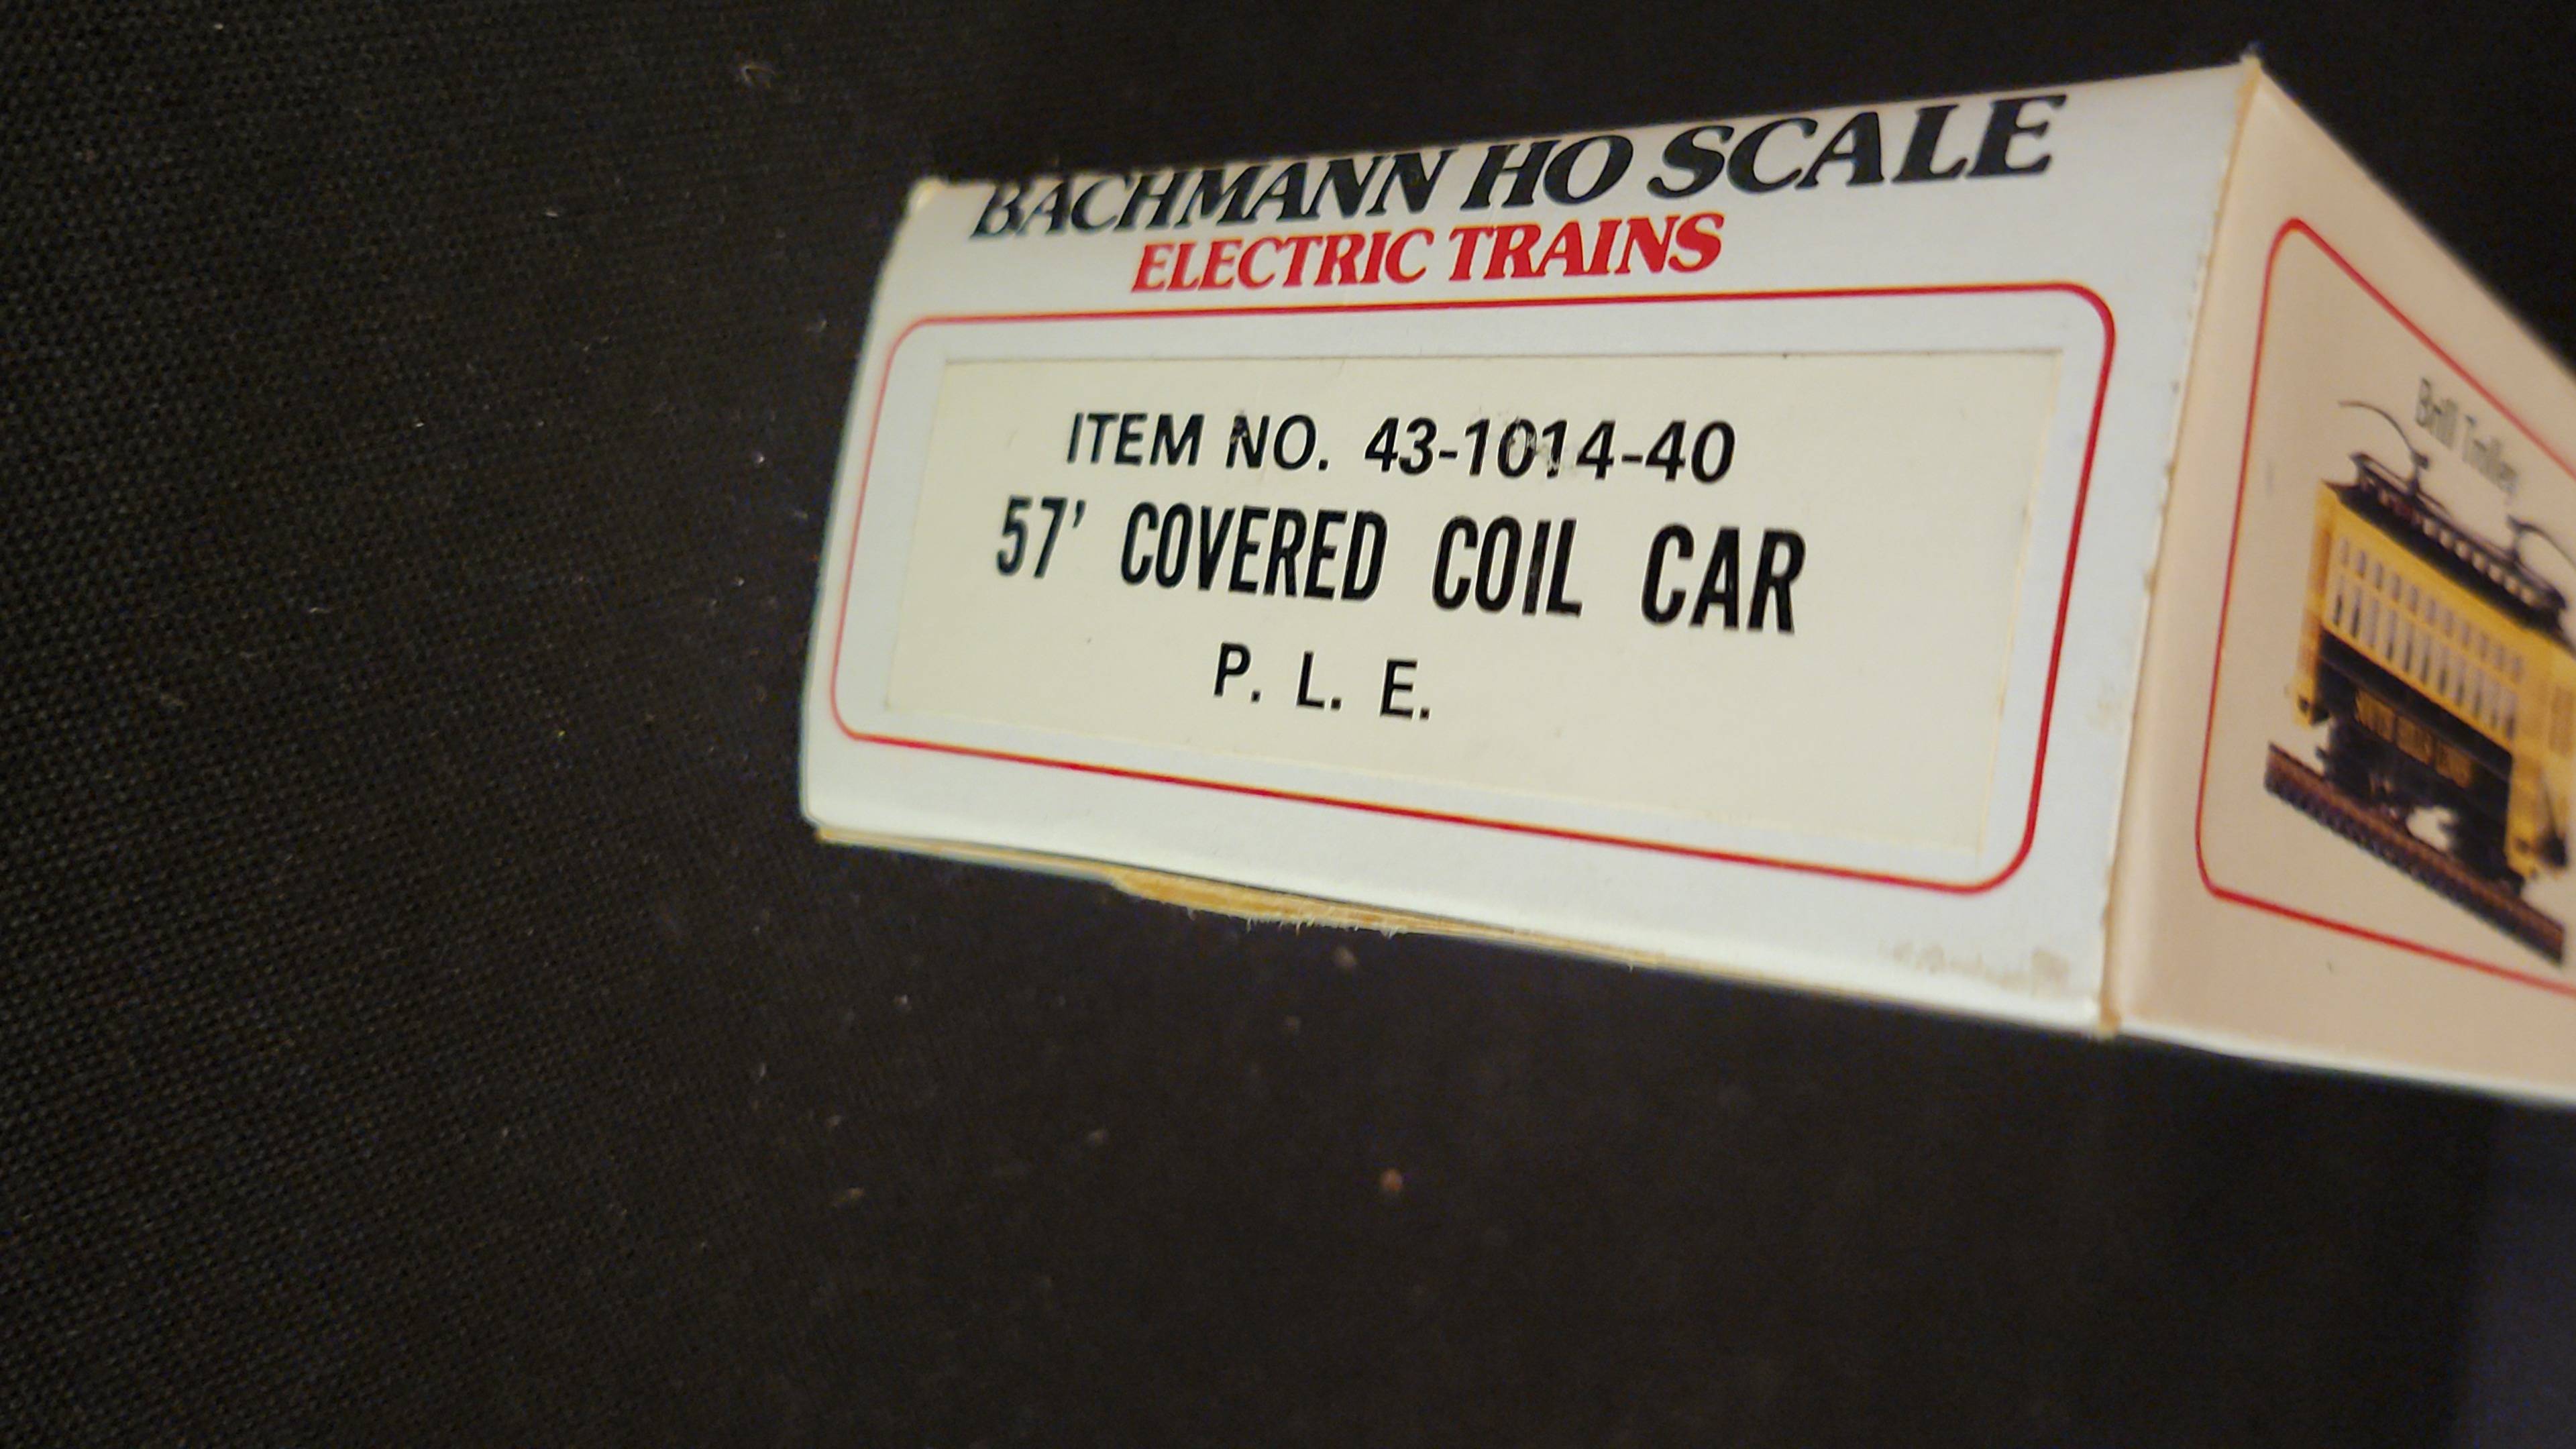 BACHMANN HO SCALE
ELECTRIC TRAINS
ITEM NO. 43-1014-40
57' COVERED COIL CAR
P. L. E.
Brill Trolley